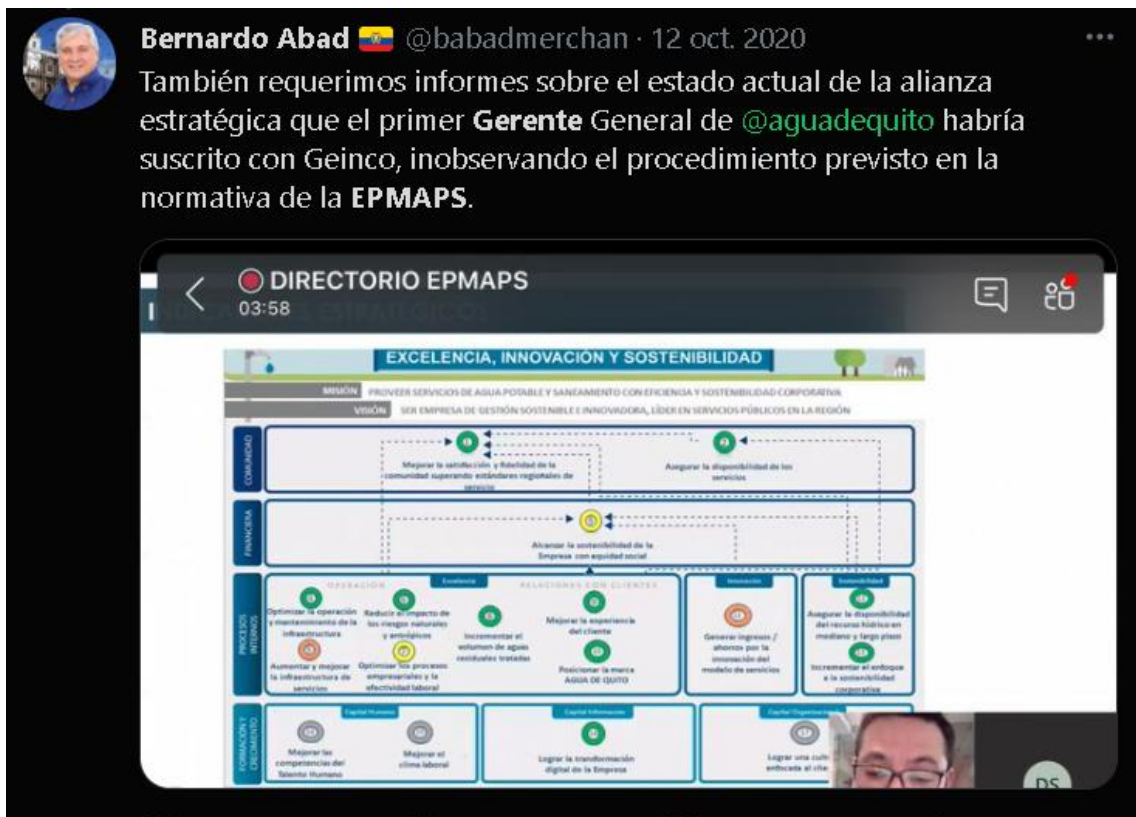 Bernardo Abad @babadmerchan · 12 oct. 2020
También requerimos informes sobre el estado actual de la alianza
estratégica que el primer Gerente General de @aguadequito habría
suscrito con Geinco, inobservando el procedimiento previsto en la
normativa de la EPMAPS.
DIRECTORIO EPMAPS
03:58
EXCELENCIA, INNOVACIÓN Y SOSTENIBILIDAD
MISIÓN PROVEER SERVICIOS DE AGUA POTABLE Y SANEAMIENTO CON EFICIENCIA Y SOSTENIBILIDAD CORPORATIVA
VISIÓN SER EMPRESA DE GESTIÓN SOSTENIBLE E INNOVADORA, LÍDER EN SERVICIOS PÚBLICOS EN LA REGIÓN
COMUNIDAD
1
2
Mejorar la satisfacción y fidelidad de la
comunidad superando estándares regionales de
servicio
Asegurar la disponibilidad de los
servicios
FINANCIERA
Alcanzar la sostenibilidad de la
Empresa con equidad social
PROCESOS
INTERNOS
OPERACIÓN
Excelencia
RELACIONES CON CLIENTES
Optimizar la operación
y mantenimiento de la
infraestructura
Reducir el impacto de
los riesgos naturales
y antrópicos
Incrementar el
volumen de aguas
residuales tratadas
Mejorar la experiencia
del cliente
Aumentar y mejorar
la infraestructura de
servicios
Optimizar los procesos
empresariales y la
efectividad laboral
Posicionar la marca
AGUA DE QUITO
Innovación
Generar ingresos /
ahorros por la
innovación del
modelo de servicios
Sostenibilidad
Asegurar la disponibilidad
del recurso hídrico en
mediano y largo plazo
Incrementar el enfoque
a la sostenibilidad
corporativa
FORMACIÓN Y
CRECIMIENTO
Capital Humano
Mejorar las
competencias del
Talento Humano
Mejorar el
clima laboral
Capital Información
Lograr la transformación
digital de la Empresa
Capital
Lograr una
enfocada al
DS